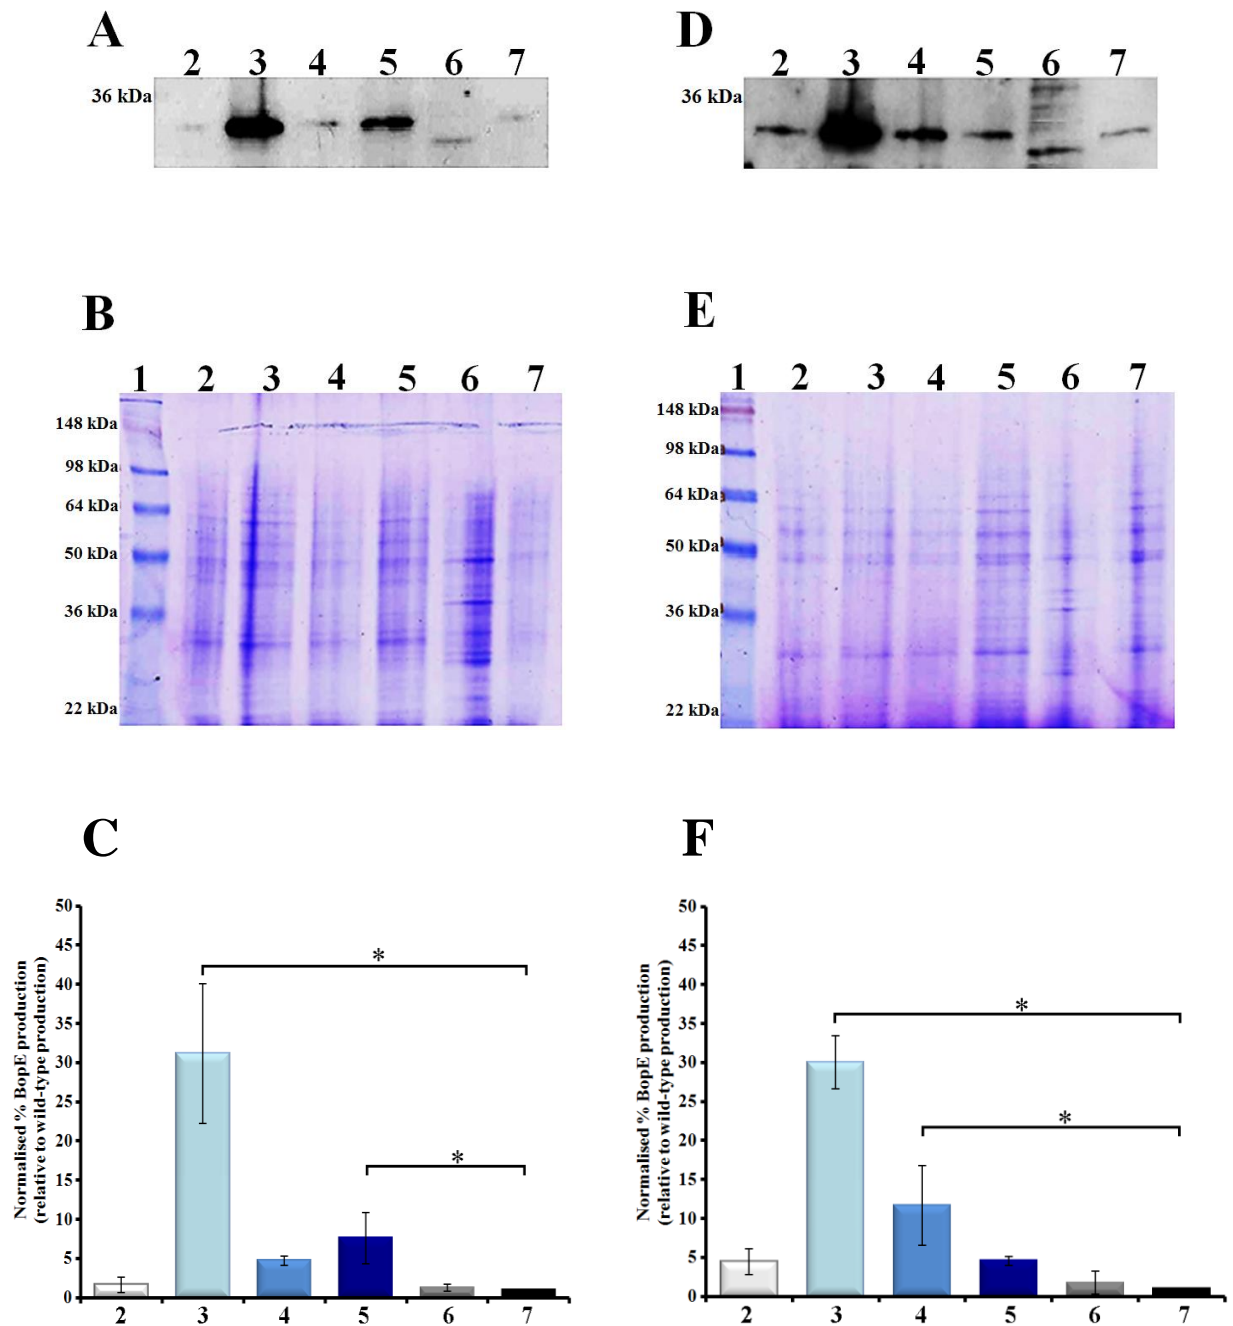 A
2 3 4 5 6 7
36 kDa
D
2 3 4 5 6 7
36 kDa
B
1 2 3 4 5 6 7
148 kDa
98 kDa
64 kDa
50 kDa
36 kDa
22 kDa
E
1 2 3 4 5 6 7
148 kDa
98 kDa
64 kDa
50 kDa
36 kDa
22 kDa
C
Normalised % BopE production
(relative to wild-type production)
50
45
40
35
30
25
20
15
10
5
0
*
*
2 3 4 5 6 7
F
Normalised % BopE production
(relative to wild-type production)
50
45
40
35
30
25
20
15
10
5
0
*
*
2 3 4 5 6 7